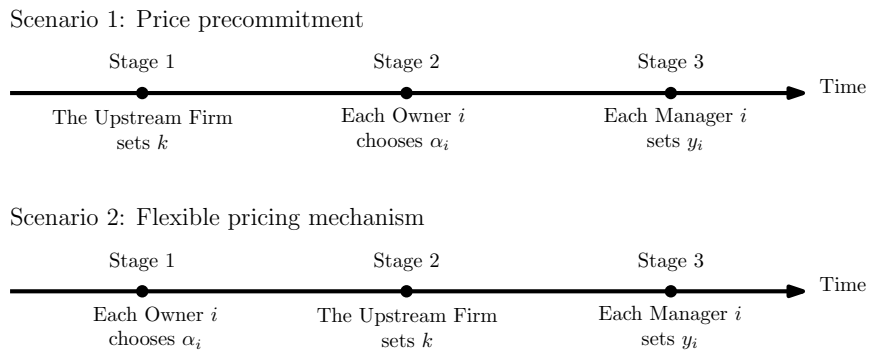 Scenario 1: Price precommitment
Stage 1 Stage 2 Stage 3
Time
The Upstream Firm Each Owner i Each Manager i
sets k chooses αᵢ sets yᵢ
Scenario 2: Flexible pricing mechanism
Stage 1 Stage 2 Stage 3
Time
Each Owner i The Upstream Firm Each Manager i
chooses αᵢ sets k sets yᵢ